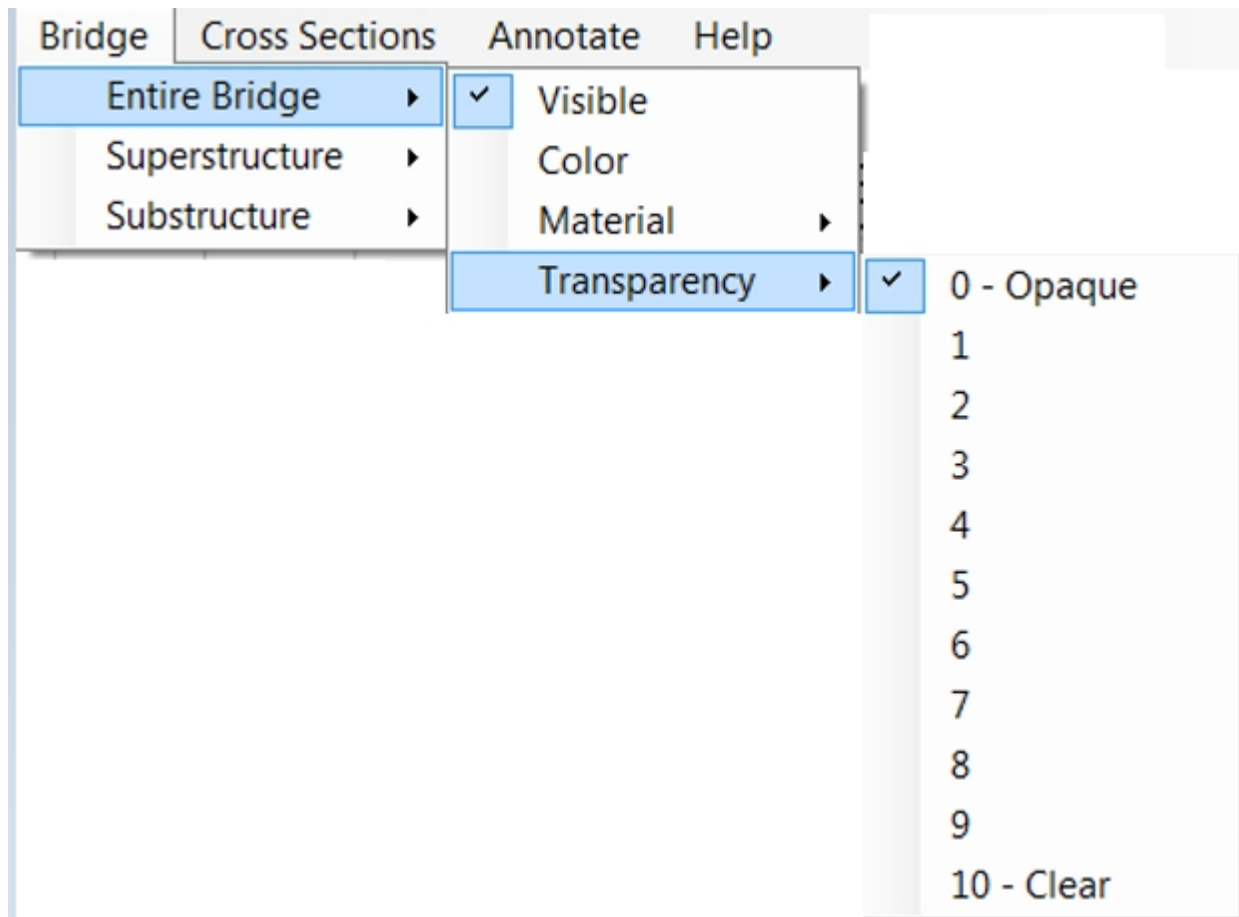 Bridge Cross Sections Annotate Help
Entire Bridge
Superstructure
Substructure
Visible
Color
Material
Transparency
0 - Opaque
1
2
3
4
5
6
7
8
9
10 - Clear